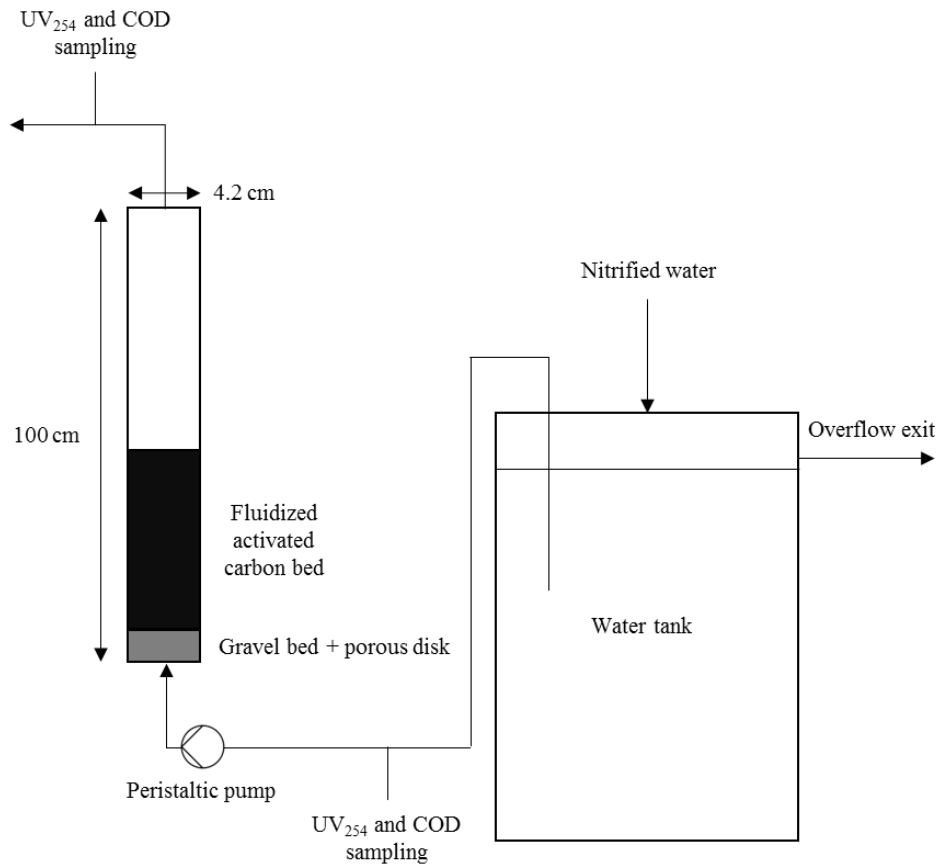 UV₂₅₄ and COD
sampling
4.2 cm
Nitrified water
100 cm
Overflow exit
Fluidized
activated
carbon bed
Water tank
Gravel bed + porous disk
Peristaltic pump
UV₂₅₄ and COD
sampling